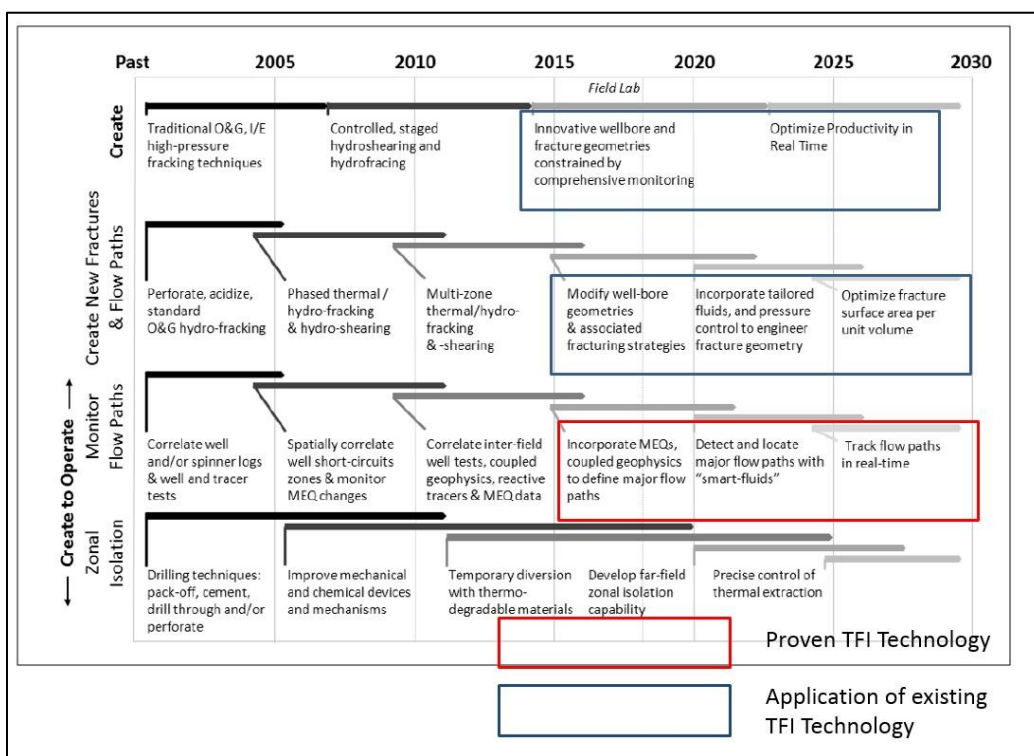 Past 2005 2010 2015 2020 2025 2030
Field Lab
Create
Traditional O&G, I/E
high-pressure
fracking techniques
Controlled, staged
hydroshearing and
hydrofracing
Innovative wellbore and
fracture geometries
constrained by
comprehensive monitoring
Optimize Productivity in
Real Time
Create New Fractures
& Flow Paths
Perforate, acidize,
standard
O&G hydro-fracking
Phased thermal /
hydro-fracking
& hydro-shearing
Multi-zone
thermal/hydro-
fracking
& -shearing
Modify well-bore
geometries
& associated
fracturing strategies
Incorporate tailored
fluids, and pressure
control to engineer
fracture geometry
Optimize fracture
surface area per
unit volume
Create to Operate
Monitor
Flow Paths
Correlate well
and/or spinner logs
& well and tracer
tests
Spatially correlate
well short-circuits
zones & monitor
MEQ changes
Correlate inter-field
well tests, coupled
geophysics, reactive
tracers & MEQ data
Incorporate MEQs,
coupled geophysics
to define major flow
paths
Detect and locate
major flow paths with
“smart-fluids”
Track flow paths
in real-time
Zonal
Isolation
Drilling techniques:
pack-off, cement,
drill through and/or
perforate
Improve mechanical
and chemical devices
and mechanisms
Temporary diversion
with thermo-
degradable materials
Develop far-field
zonal isolation
capability
Precise control of
thermal extraction
Proven TFI Technology
Application of existing
TFI Technology